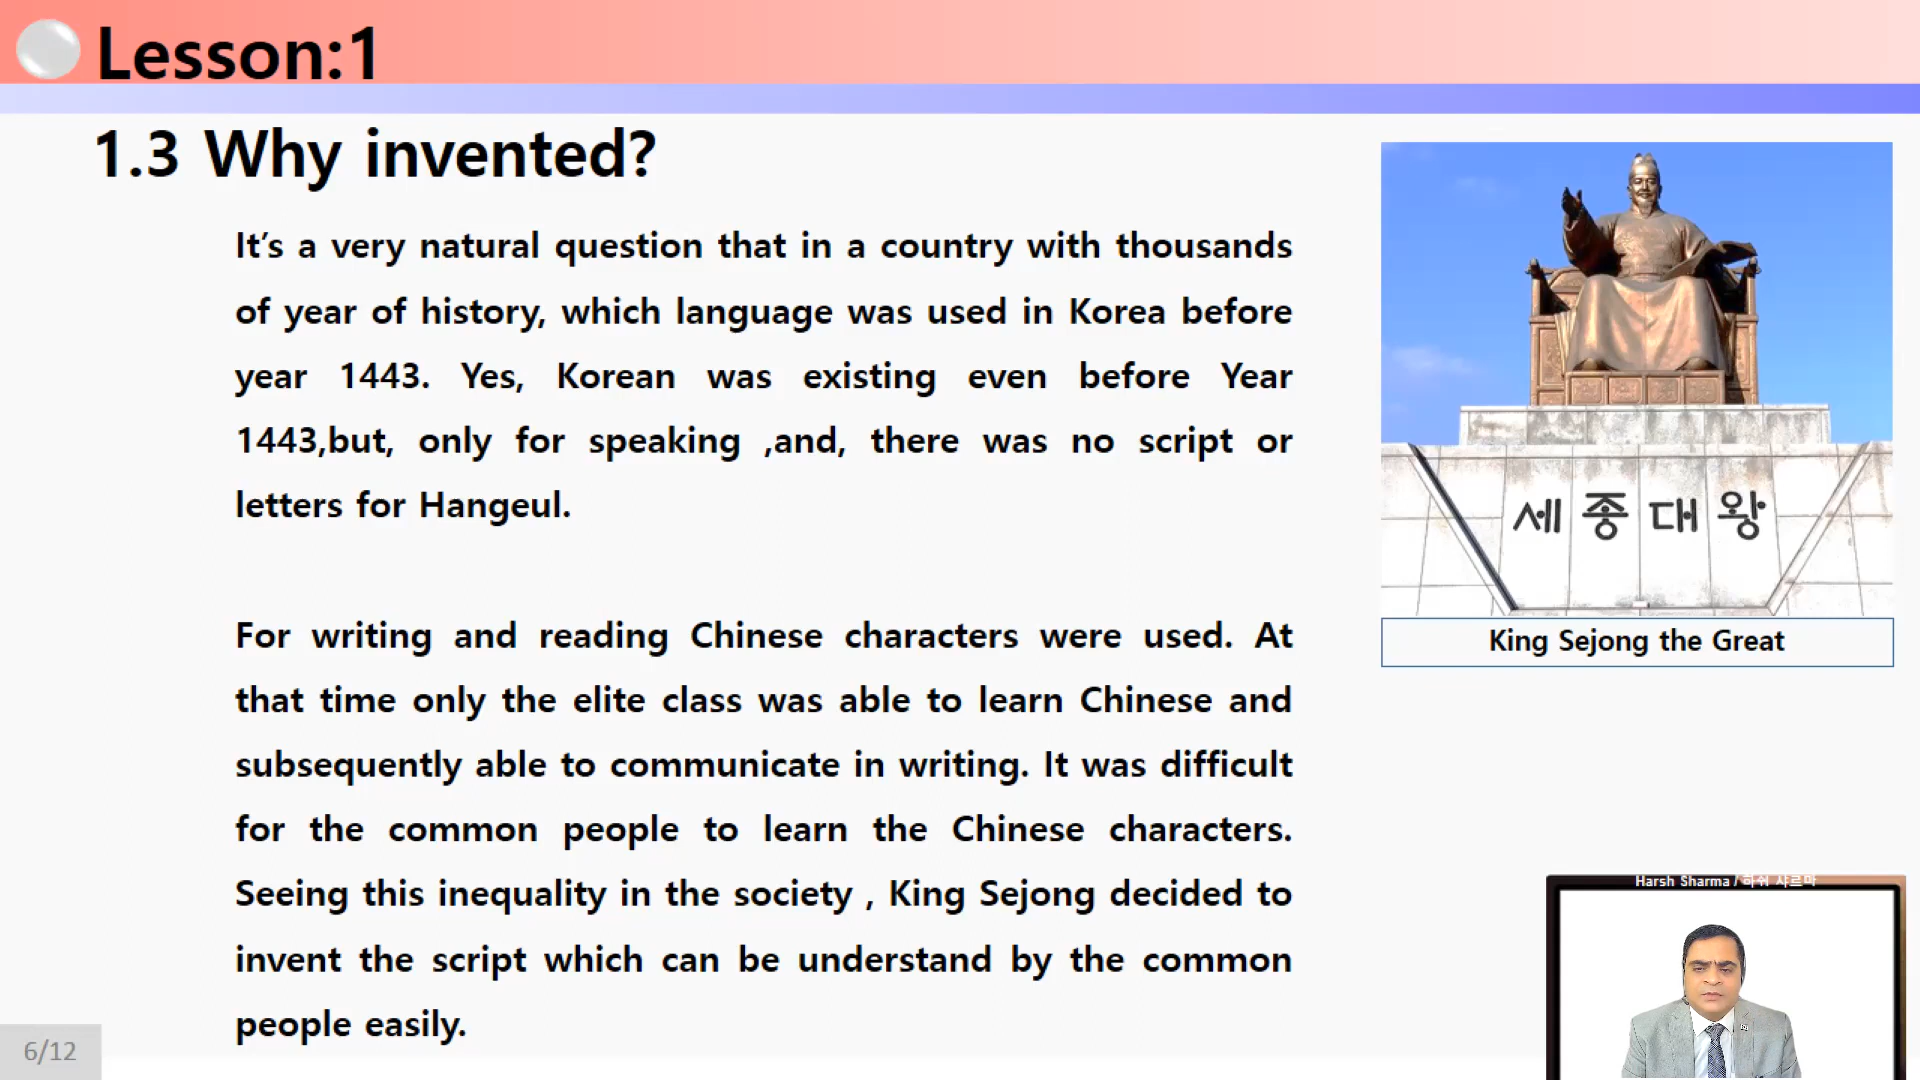 Lesson:1
1.3 Why invented?
It’s a very natural question that in a country with thousands
of year of history, which language was used in Korea before
year 1443. Yes, Korean was existing even before Year
1443,but, only for speaking ,and, there was no script or
letters for Hangeul.
For writing and reading Chinese characters were used. At
that time only the elite class was able to learn Chinese and
subsequently able to communicate in writing. It was difficult
for the common people to learn the Chinese characters.
Seeing this inequality in the society , King Sejong decided to
invent the script which can be understand by the common
people easily.
세종대왕
King Sejong the Great
Harsh Sharma / 하쉬 샤르마
6/12